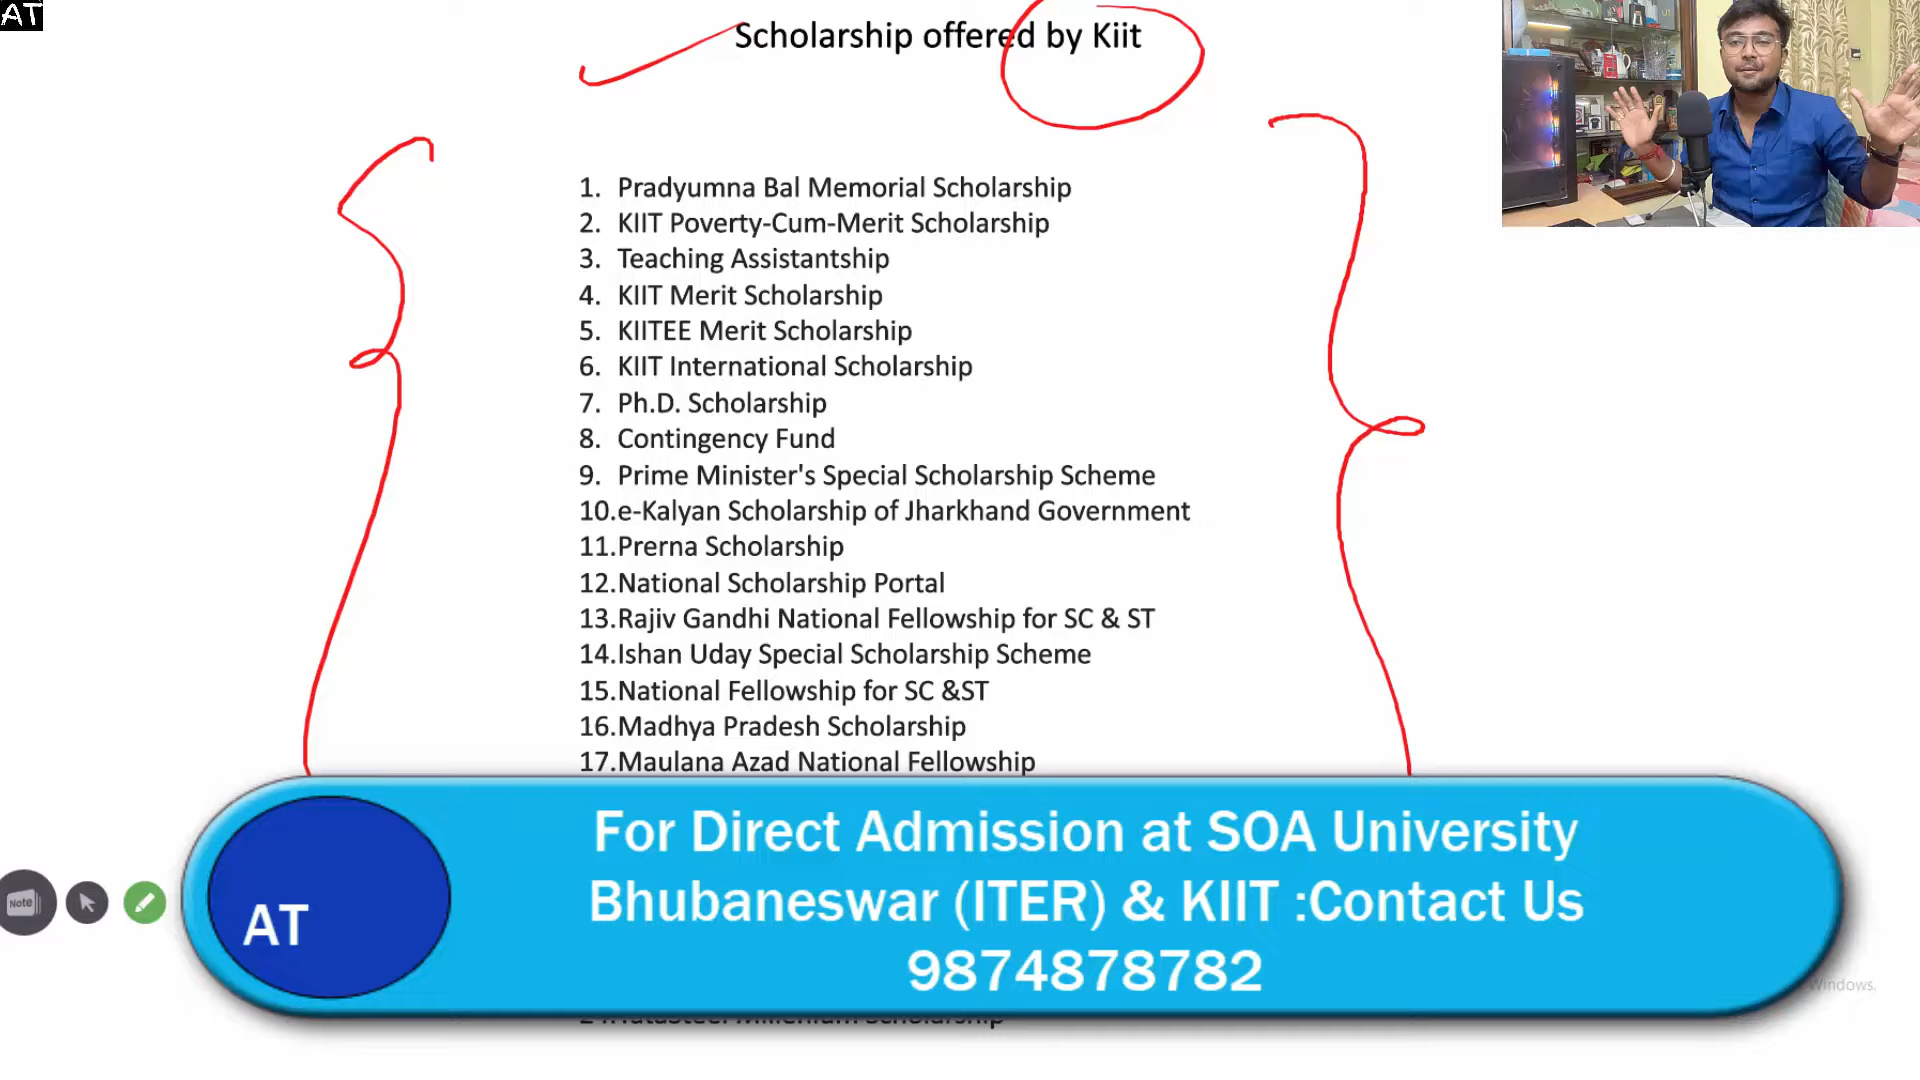 AT
Scholarship offered by Kiit
1. Pradyumna Bal Memorial Scholarship
2. KIIT Poverty-Cum-Merit Scholarship
3. Teaching Assistantship
4. KIIT Merit Scholarship
5. KIITEE Merit Scholarship
6. KIIT International Scholarship
7. Ph.D. Scholarship
8. Contingency Fund
9. Prime Minister's Special Scholarship Scheme
10.e-Kalyan Scholarship of Jharkhand Government
11.Prerna Scholarship
12.National Scholarship Portal
13.Rajiv Gandhi National Fellowship for SC & ST
14.Ishan Uday Special Scholarship Scheme
15.National Fellowship for SC &ST
16.Madhya Pradesh Scholarship
17.Maulana Azad National Fellowship
For Direct Admission at SOA University
Bhubaneswar (ITER) & KIIT :Contact Us
9874878782
AT
Note
Windows.